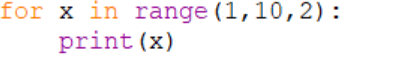 for x in range(1,10,2):
    print(x)